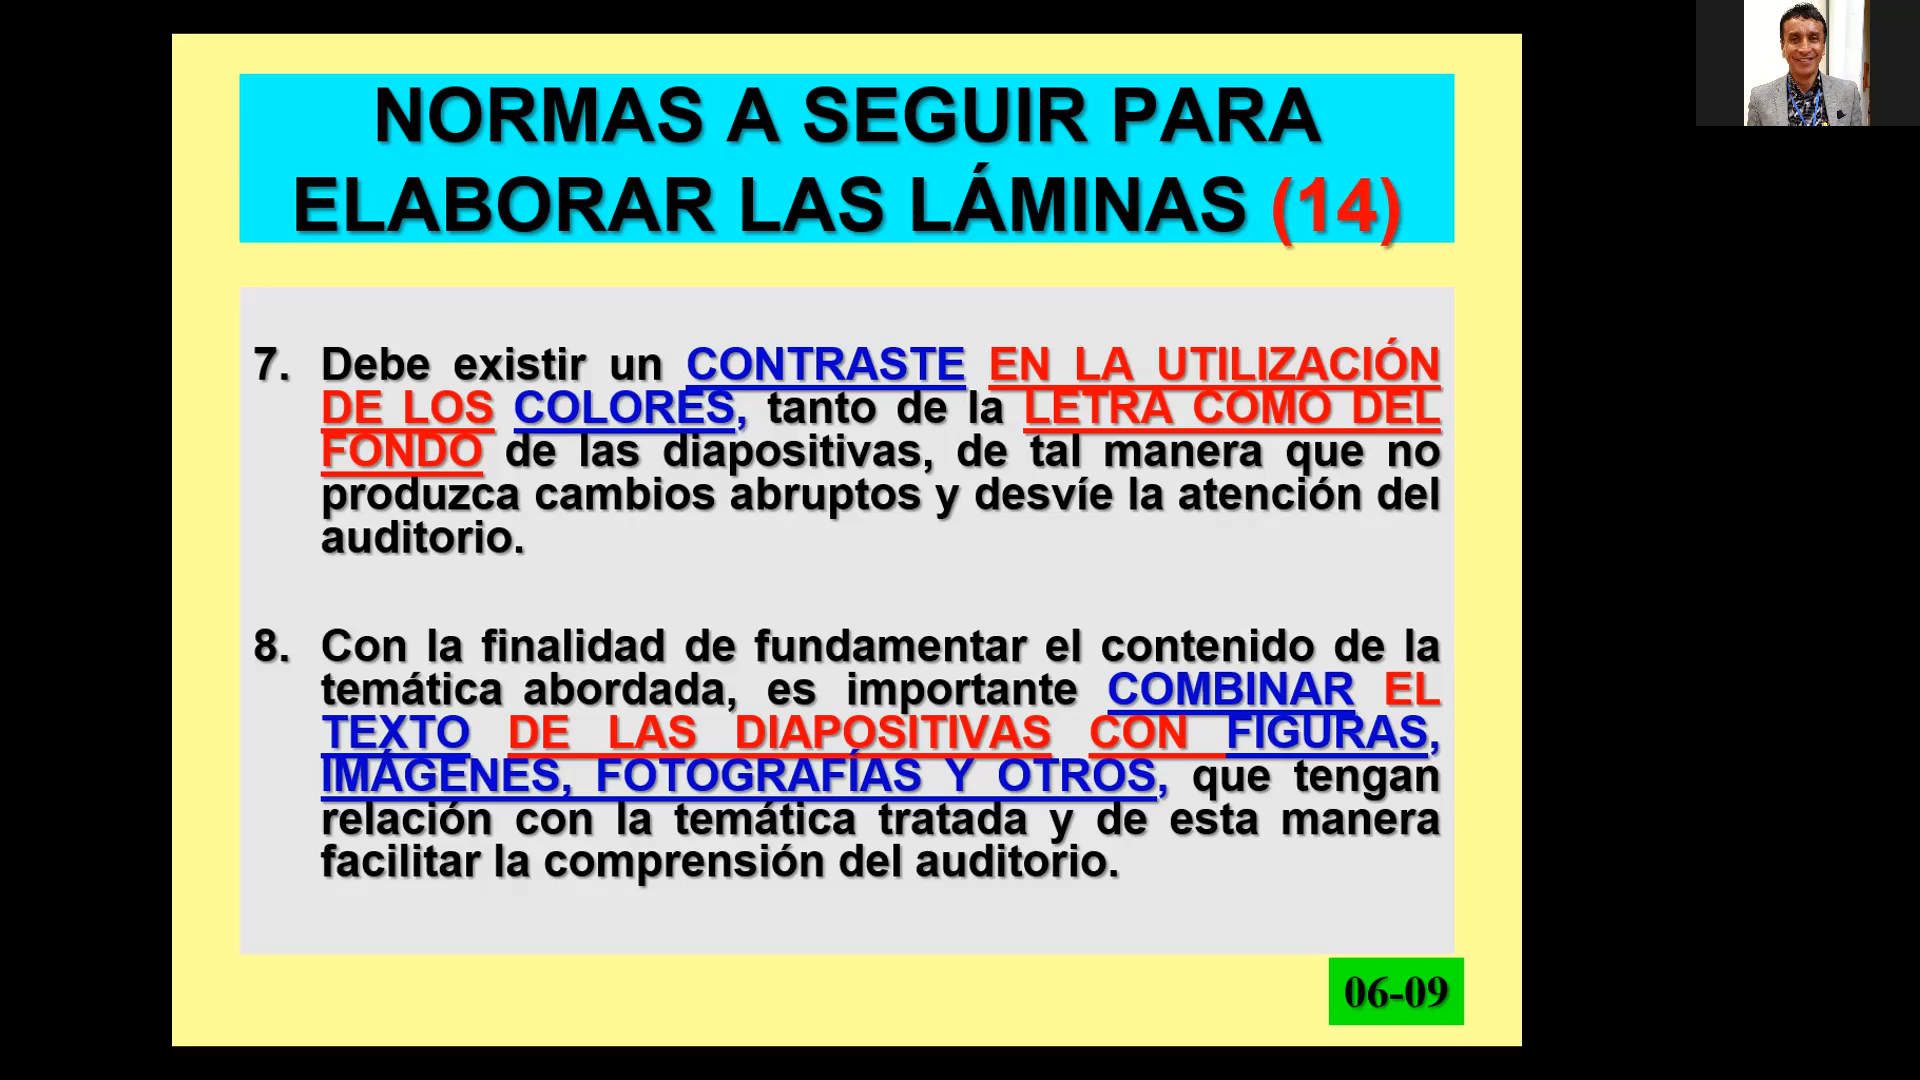 NORMAS A SEGUIR PARA
ELABORAR LAS LÁMINAS (14)
7. Debe existir un CONTRASTE EN LA UTILIZACIÓN
DE LOS COLORES, tanto de la LETRA COMO DEL
FONDO de las diapositivas, de tal manera que no
produzca cambios abruptos y desvíe la atención del
auditorio.
8. Con la finalidad de fundamentar el contenido de la
temática abordada, es importante COMBINAR EL
TEXTO DE LAS DIAPOSITIVAS CON FIGURAS,
IMÁGENES, FOTOGRAFÍAS Y OTROS, que tengan
relación con la temática tratada y de esta manera
facilitar la comprensión del auditorio.
06-09